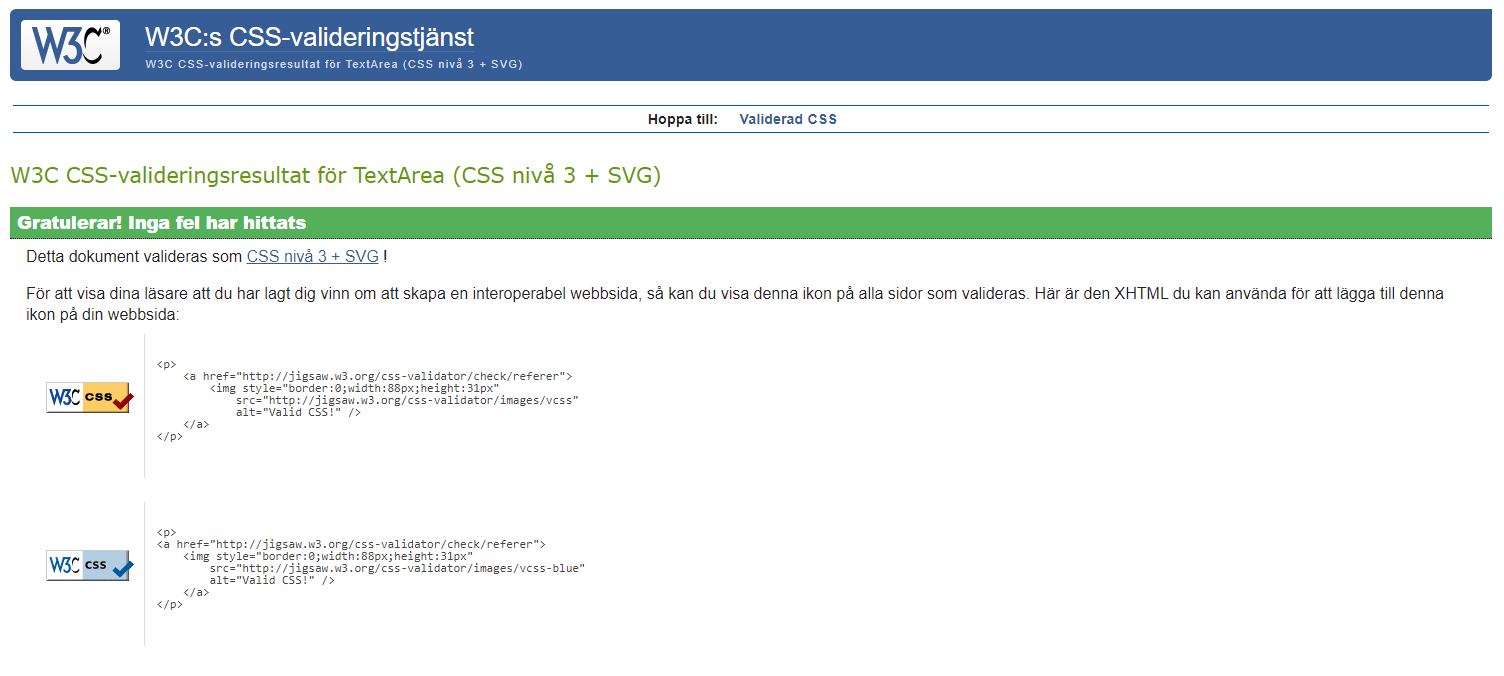 W3C®
W3C:s CSS-valideringstjänst
W3C CSS-valideringsresultat för TextArea (CSS nivå 3 + SVG)
Hoppa till: Validerad CSS
W3C CSS-valideringsresultat för TextArea (CSS nivå 3 + SVG)
Gratulerar! Inga fel har hittats
Detta dokument valideras som CSS nivå 3 + SVG !
För att visa dina läsare att du har lagt dig vinn om att skapa en interoperabel webbsida, så kan du visa denna ikon på alla sidor som valideras. Här är den XHTML du kan använda för att lägga till denna
ikon på din webbsida:
W3C css
<p>
    <a href="http://jigsaw.w3.org/css-validator/check/referer">
        <img style="border:0;width:88px;height:31px"
            src="http://jigsaw.w3.org/css-validator/images/vcss"
            alt="Valid CSS!" />
    </a>
</p>
W3C css
<p>
<a href="http://jigsaw.w3.org/css-validator/check/referer">
    <img style="border:0;width:88px;height:31px"
        src="http://jigsaw.w3.org/css-validator/images/vcss-blue"
        alt="Valid CSS!" />
    </a>
</p>